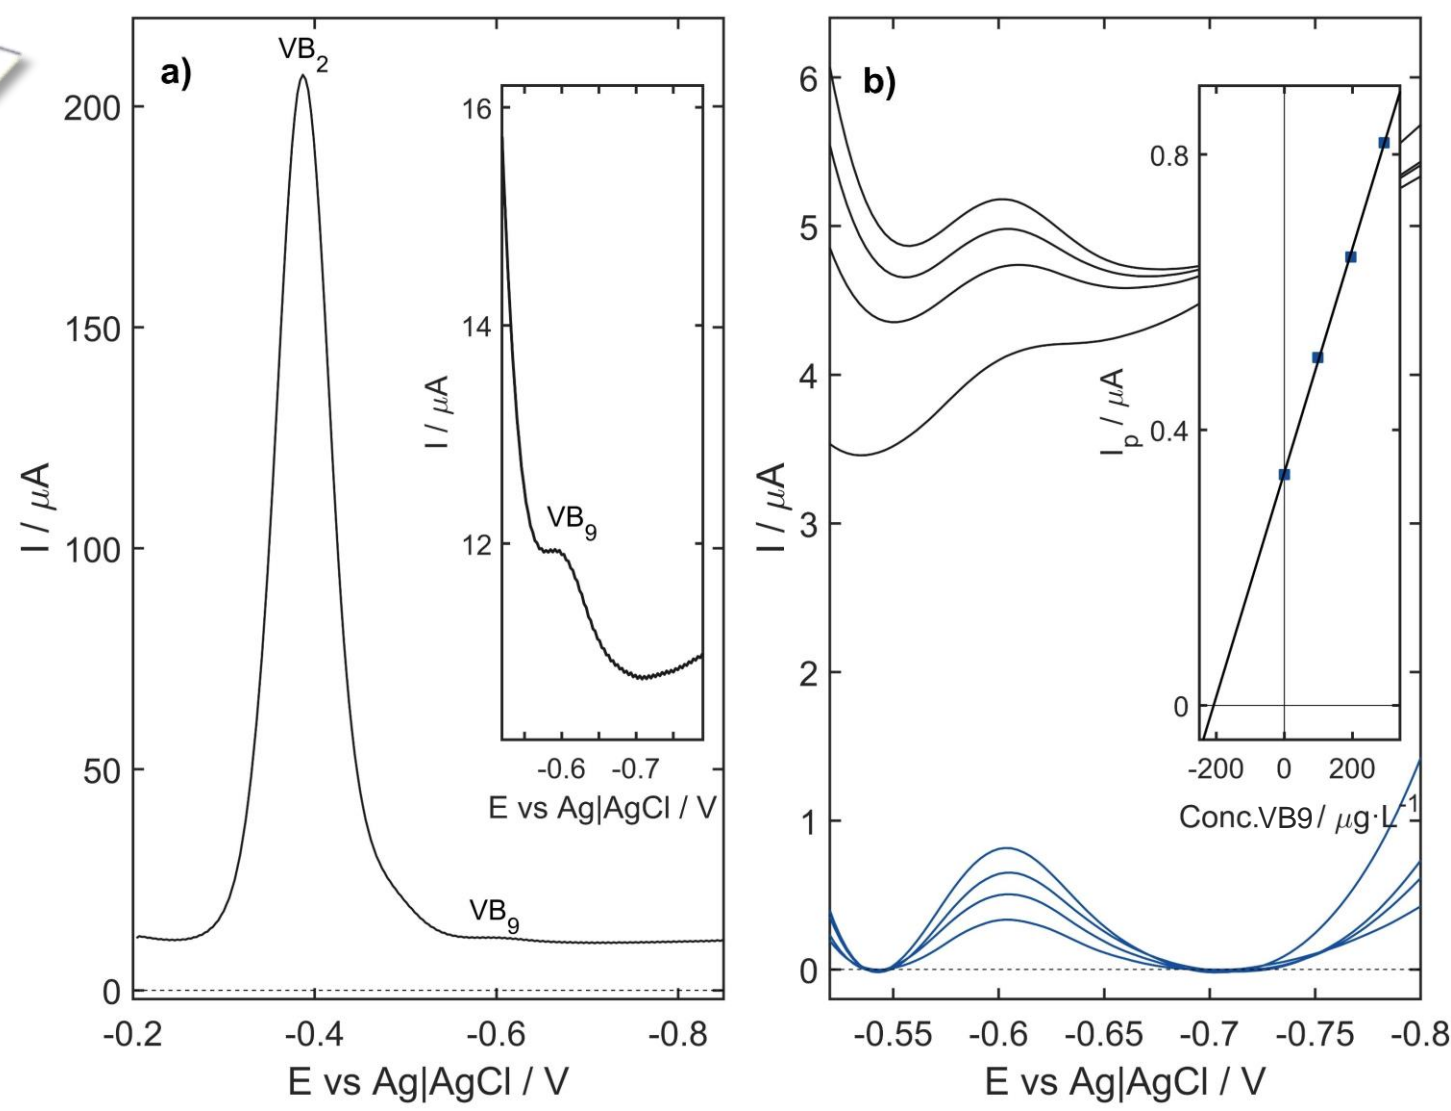 a)
VB2
200
150
100
50
0
I / μA
-0.2
-0.4
-0.6
-0.8
E vs Ag|AgCl / V
VB9
16
14
12
I / μA
VB9
-0.6
-0.7
E vs Ag|AgCl / V
b)
6
5
4
3
2
1
0
I / μA
-0.55
-0.6
-0.65
-0.7
-0.75
-0.8
E vs Ag|AgCl / V
0.8
0.4
0
Ip / μA
-200
0
200
Conc.VB9 / μg·L-1